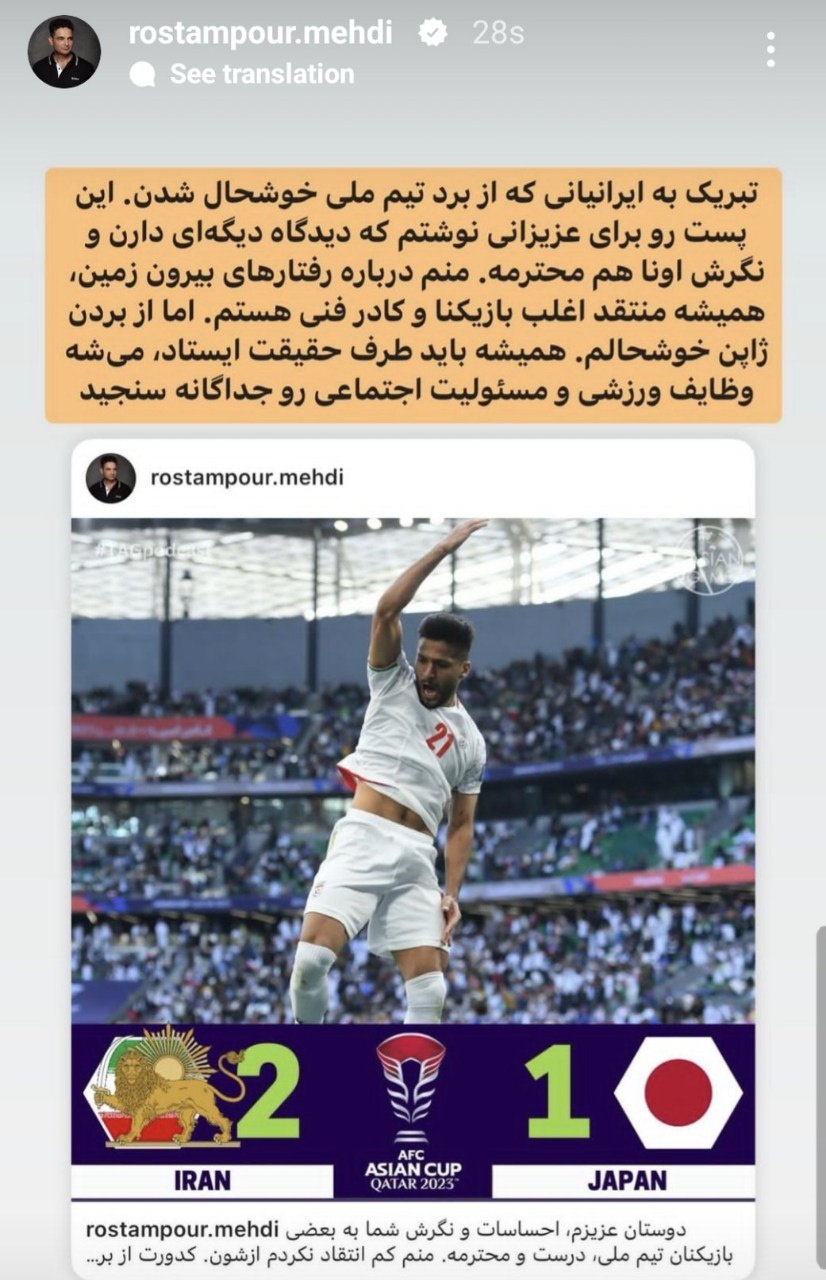 rostampour.mehdi 28s
See translation
تبریک به ایرانیانی که از برد تیم ملی خوشحال شدن. این
پست رو برای عزیزانی نوشتم که دیدگاه دیگه‌ای دارن و
نگرش اونا هم محترمه. منم درباره رفتارهای بیرون زمین،
همیشه منتقد اغلب بازیکنا و کادر فنی هستم. اما از بردن
ژاپن خوشحالم. همیشه باید طرف حقیقت ایستاد، می‌شه
وظایف ورزشی و مسئولیت اجتماعی رو جداگانه سنجید
rostampour.mehdi
21
2 1
AFC
ASIAN CUP
QATAR 2023™
IRAN JAPAN
rostampour.mehdi دوستان عزیزم، احساسات و نگرش شما به بعضی
بازیکنان تیم ملی، درست و محترمه. منم کم انتقاد نکردم ازشون. کدورت از بر...